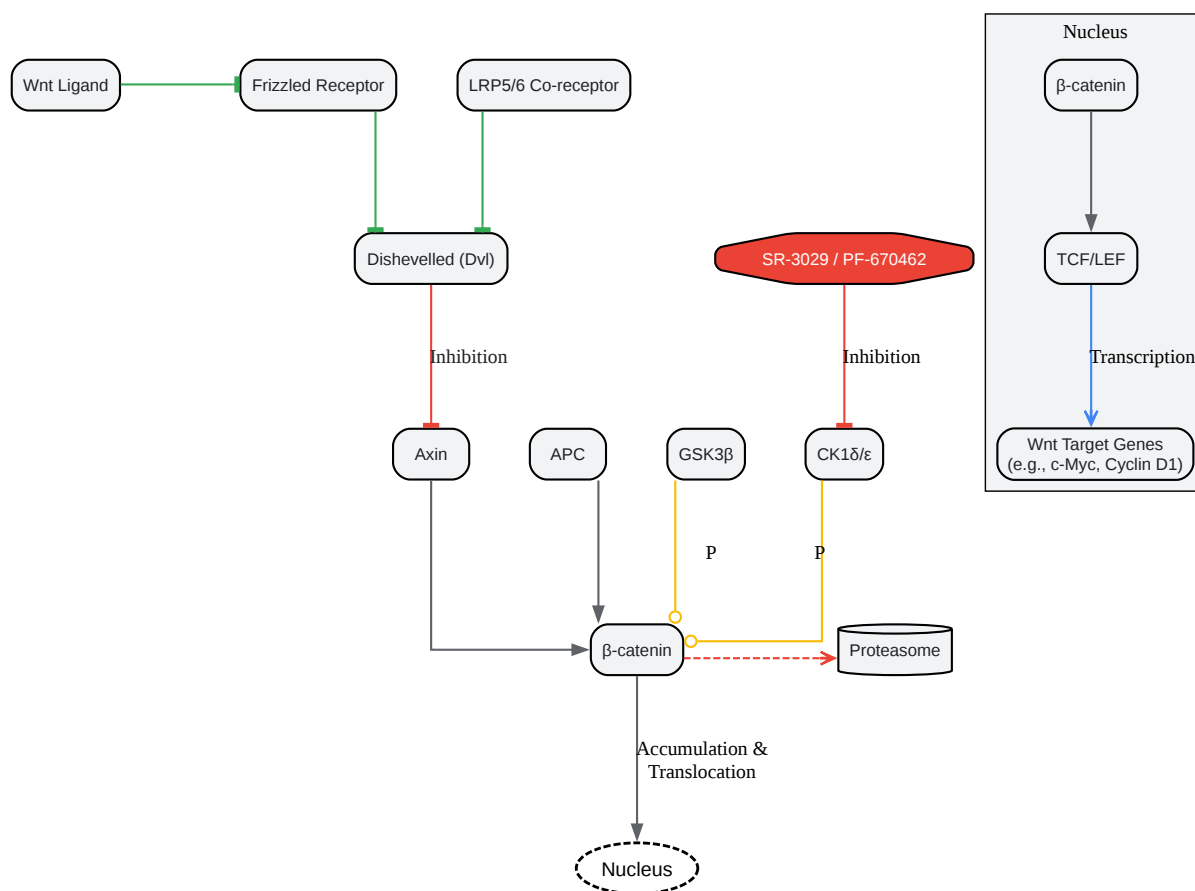 Nucleus
Wnt Ligand
Frizzled Receptor
LRP5/6 Co-receptor
β-catenin
Dishevelled (Dvl)
SR-3029 / PF-670462
TCF/LEF
Inhibition
Inhibition
Transcription
Axin
APC
GSK3β
CK1δ/ε
Wnt Target Genes
(e.g., c-Myc, Cyclin D1)
P
P
β-catenin
Proteasome
Accumulation &
Translocation
Nucleus